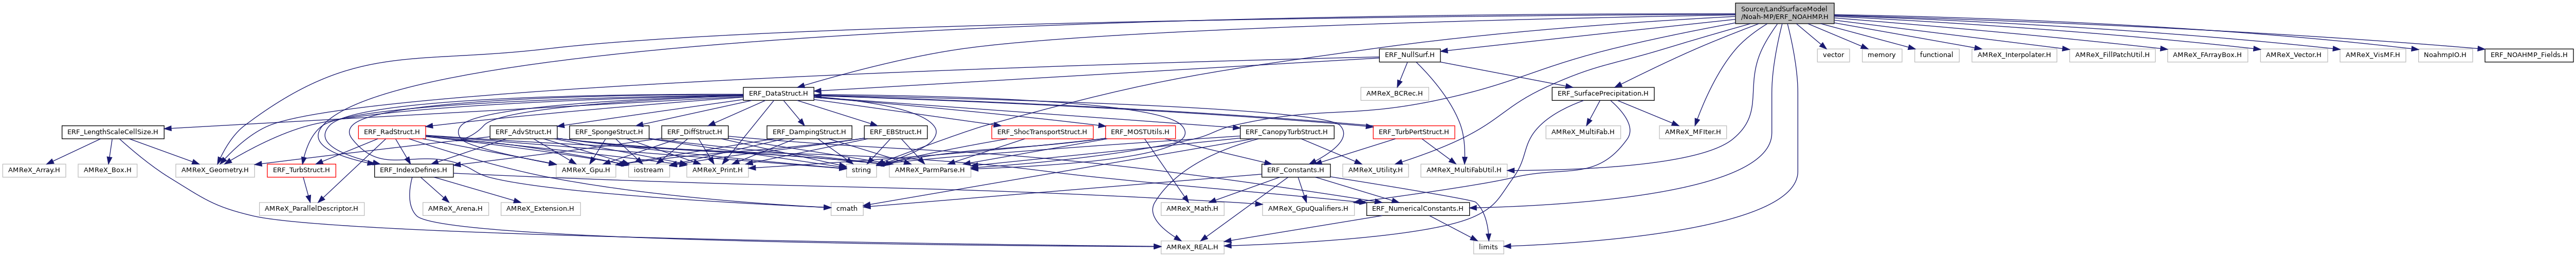 Source/LandSurfaceModel
/Noah-MP/ERF_NOAHMP.H
ERF_NullSurf.H
vector
memory
functional
AMReX_Interpolater.H
AMReX_FillPatchUtil.H
AMReX_FArrayBox.H
AMReX_Vector.H
AMReX_VisMF.H
NoahmpIO.H
ERF_NOAHMP_Fields.H
ERF_DataStruct.H
AMReX_BCRec.H
ERF_SurfacePrecipitation.H
ERF_LengthScaleCellSize.H
ERF_RadStruct.H
ERF_AdvStruct.H
ERF_SpongeStruct.H
ERF_DiffStruct.H
ERF_DampingStruct.H
ERF_EBStruct.H
ERF_ShocTransportStruct.H
ERF_MOSTUtils.H
ERF_CanopyTurbStruct.H
ERF_TurbPertStruct.H
AMReX_MultiFab.H
AMReX_MFIter.H
AMReX_Array.H
AMReX_Box.H
AMReX_Geometry.H
ERF_TurbStruct.H
ERF_IndexDefines.H
AMReX_Gpu.H
iostream
AMReX_Print.H
string
AMReX_ParmParse.H
ERF_Constants.H
AMReX_Utility.H
AMReX_MultiFabUtil.H
AMReX_ParallelDescriptor.H
AMReX_Arena.H
AMReX_Extension.H
cmath
AMReX_Math.H
AMReX_GpuQualifiers.H
ERF_NumericalConstants.H
AMReX_REAL.H
limits